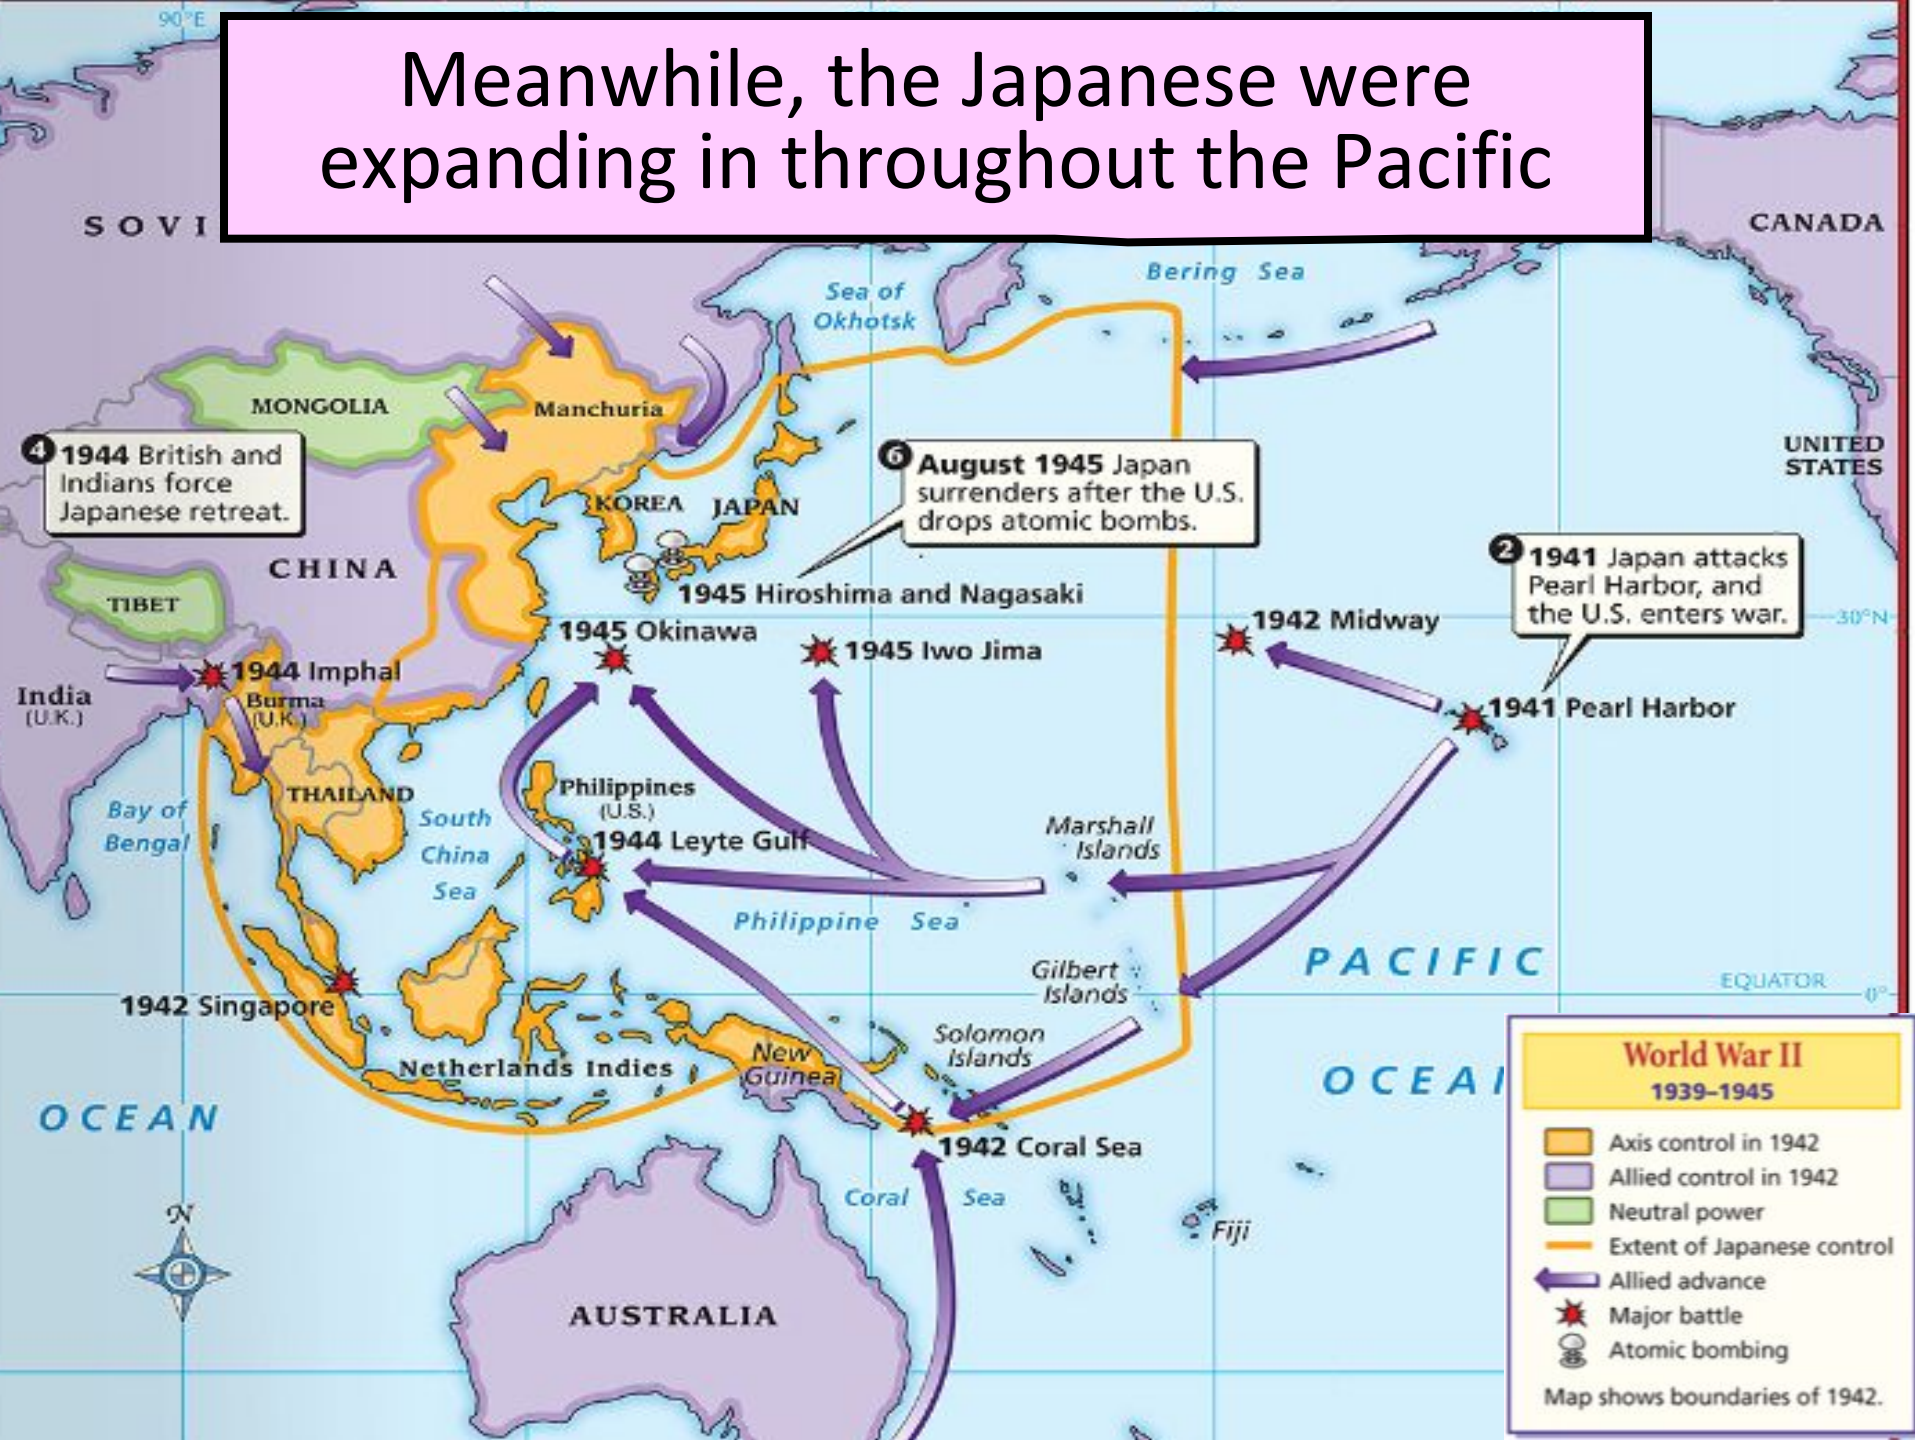 Meanwhile, the Japanese were
expanding in throughout the Pacific
90°E
SOVI
CANADA
Bering Sea
Sea of
Okhotsk
MONGOLIA
Manchuria
UNITED
STATES
4 1944 British and
Indians force
Japanese retreat.
6 August 1945 Japan
surrenders after the U.S.
drops atomic bombs.
KOREA
JAPAN
2 1941 Japan attacks
Pearl Harbor, and
the U.S. enters war.
CHINA
TIBET
1945 Hiroshima and Nagasaki
1945 Okinawa
1945 Iwo Jima
1942 Midway
30°N
1944 Imphal
India
(U.K.)
Burma
(U.K.)
1941 Pearl Harbor
THAILAND
Philippines
(U.S.)
Bay of
Bengal
South
China
Sea
1944 Leyte Gulf
Marshall
Islands
Philippine Sea
PACIFIC
Gilbert
Islands
EQUATOR
0°
1942 Singapore
Solomon
Islands
New
Guinea
Netherlands Indies
OCEAN
OCEAN
1942 Coral Sea
Coral Sea
Fiji
N
AUSTRALIA
World War II
1939–1945
Axis control in 1942
Allied control in 1942
Neutral power
Extent of Japanese control
Allied advance
Major battle
Atomic bombing
Map shows boundaries of 1942.